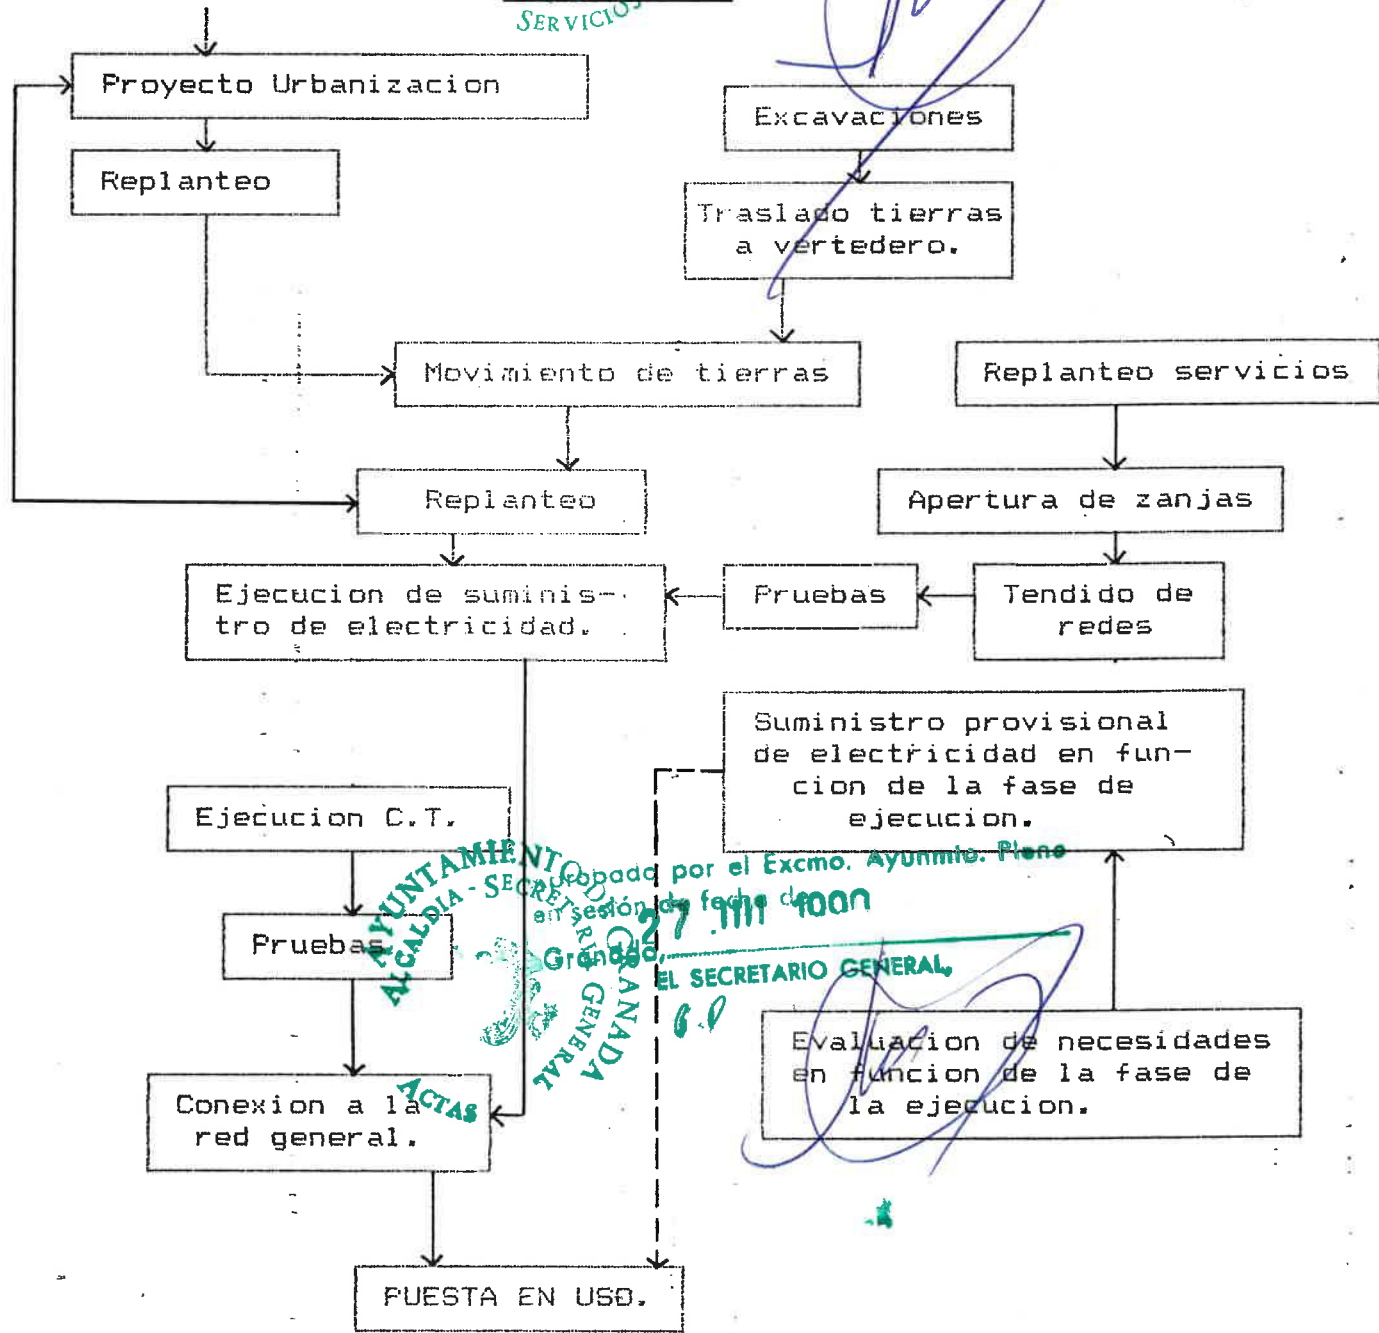 SERVICIOS
Proyecto Urbanizacion
Excavaciones
Replanteo
Traslado tierras
a vertedero.
Movimiento de tierras
Replanteo servicios
Replanteo
Apertura de zanjas
Ejecucion de suminis-
tro de electricidad.
Pruebas
Tendido de
redes
Suministro provisional
de electricidad en fun-
cion de la fase de
ejecucion.
Ejecucion C.T.
Pruebas
AYUNTAMIENTO DE GRANADA
ALCALDIA - SECRETARIA GENERAL
ACTAS
Aprobado por el Excmo. Ayunmto. Pleno
en sesión de fecha de
27
Granada,
EL SECRETARIO GENERAL,
Evaluacion de necesidades
en funcion de la fase de
la ejecucion.
Conexion a la
red general.
PUESTA EN USO.